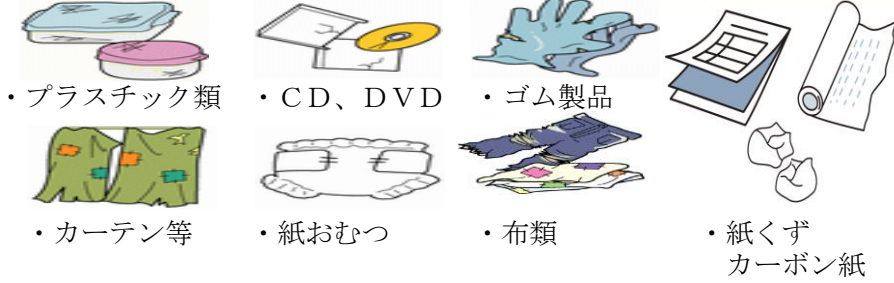 ・プラスチック類
・ＣＤ、ＤＶＤ
・ゴム製品
・カーテン等
・紙おむつ
・布類
・紙くず
カーボン紙